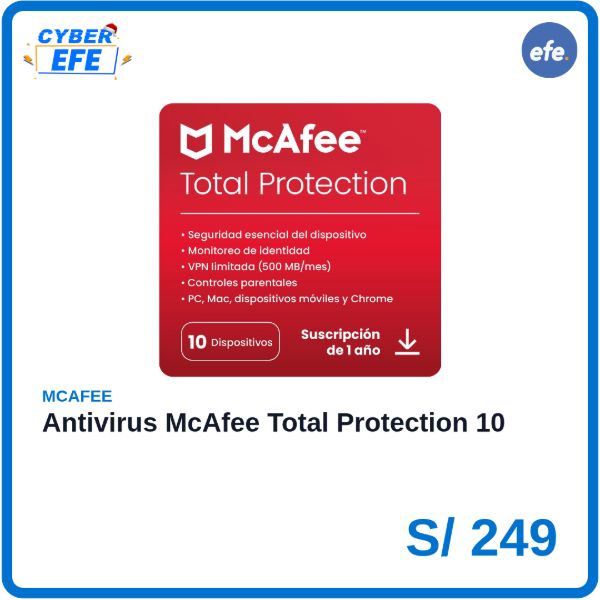 CYBER
EFE
efe.
McAfee™
Total Protection
• Seguridad esencial del dispositivo
• Monitoreo de identidad
• VPN limitada (500 MB/mes)
• Controles parentales
• PC, Mac, dispositivos móviles y Chrome
10 Dispositivos
Suscripción
de 1 año
MCAFEE
Antivirus McAfee Total Protection 10
S/ 249